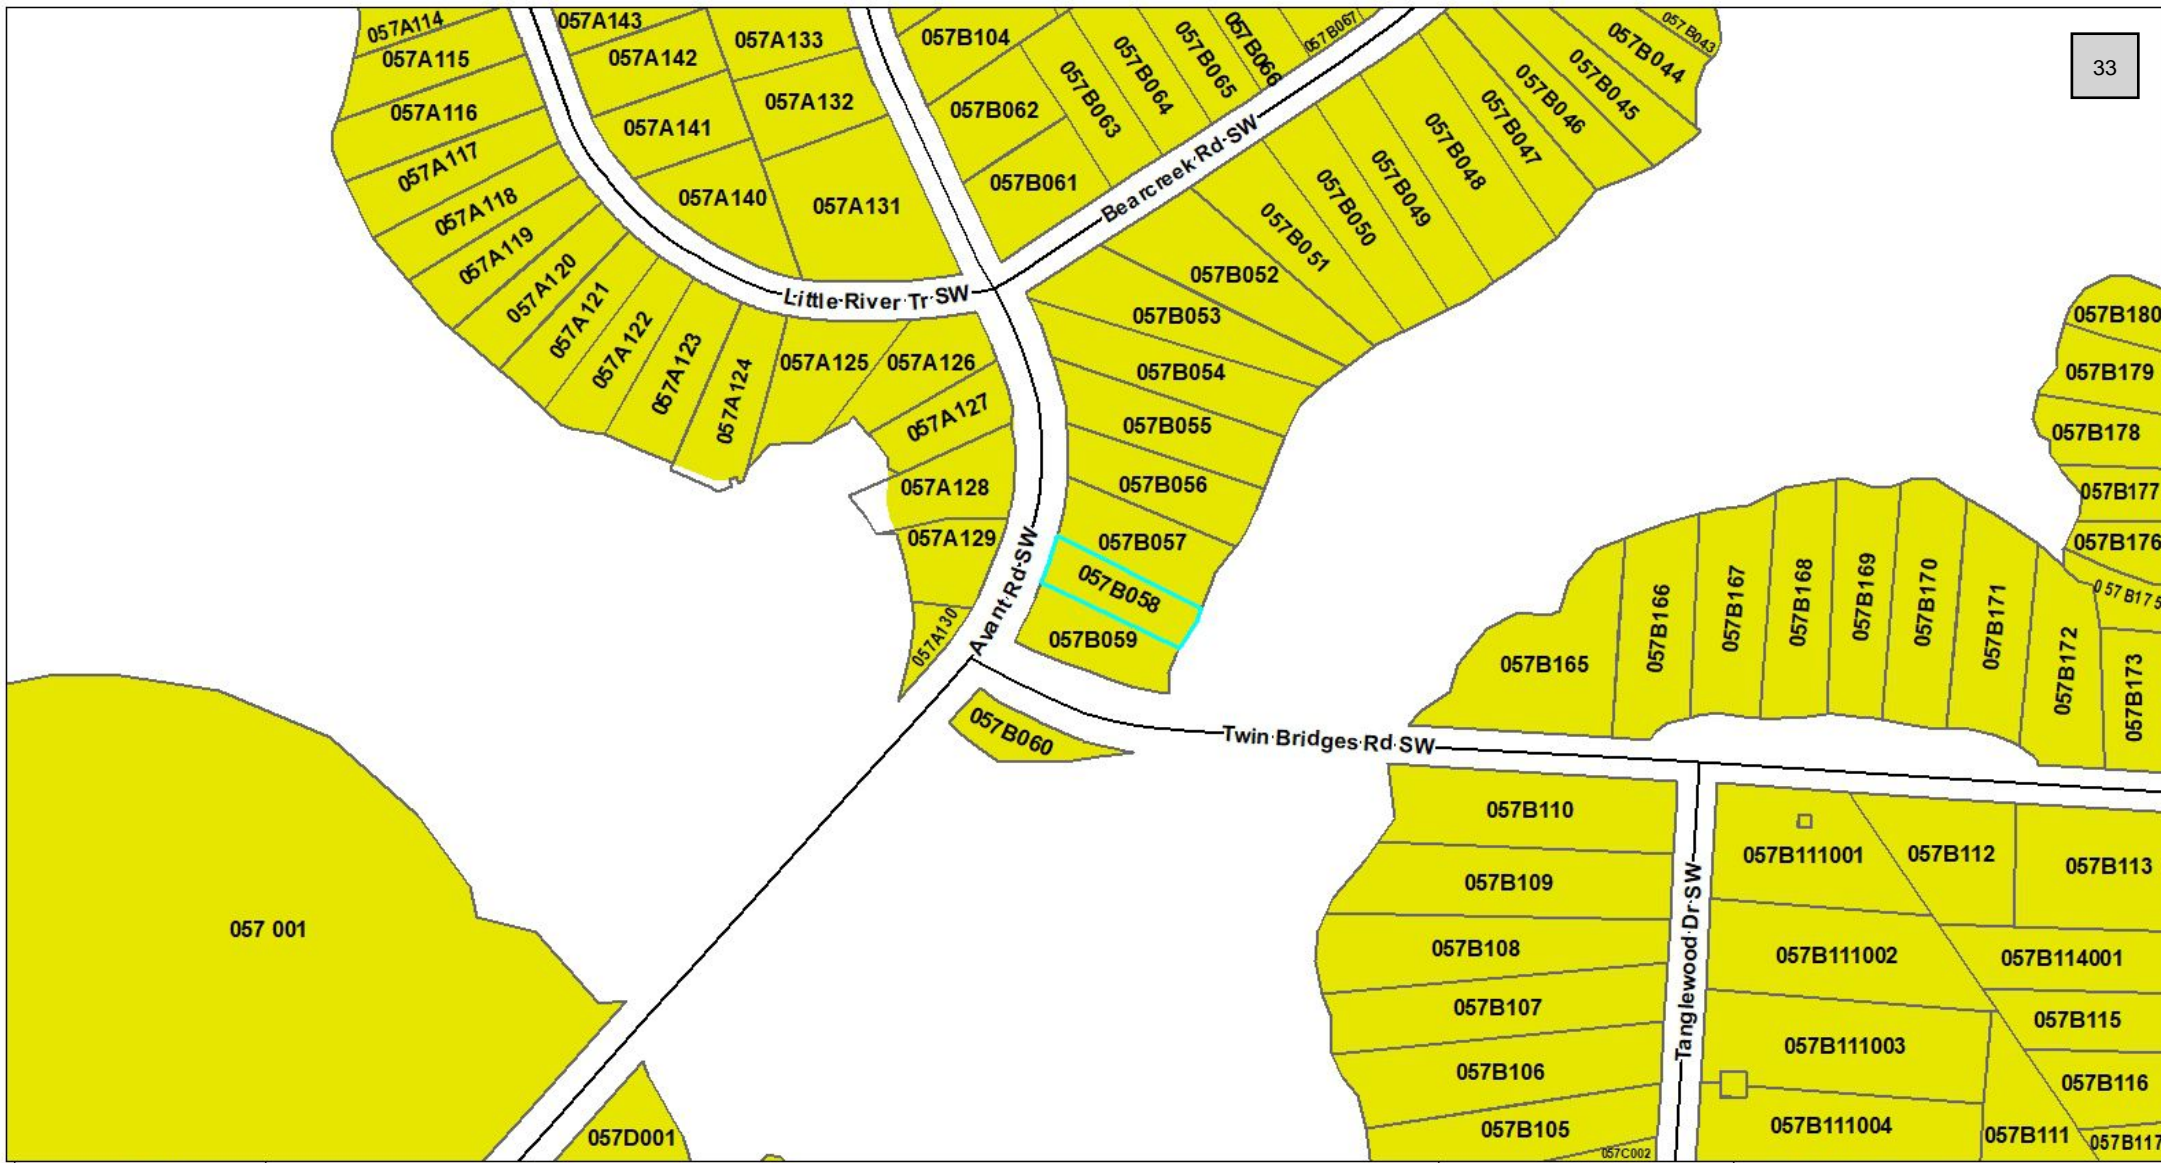 33
057A114
057A115
057A116
057A117
057A118
057A119
057A120
057A121
057A122
057A123
057A124
057A125
057A126
057A127
057A128
057A129
057A130
057A143
057A142
057A141
057A140
057A133
057A132
057A131
057B104
057B062
057B061
057B063
057B064
057B065
057B066
057B067
Bearcreek Rd SW
Little River Tr SW
057B043
057B044
057B045
057B046
057B047
057B048
057B049
057B050
057B051
057B052
057B053
057B054
057B055
057B056
057B057
057B058
057B059
Avant Rd SW
057B060
Twin Bridges Rd SW
057B180
057B179
057B178
057B177
057B176
057B175
057B165
057B166
057B167
057B168
057B169
057B170
057B171
057B172
057B173
057 001
057D001
057B110
057B109
057B108
057B107
057B106
057B105
057C002
Tanglewood Dr SW
057B111001
057B111002
057B111003
057B111004
057B112
057B113
057B114001
057B115
057B116
057B111
057B117